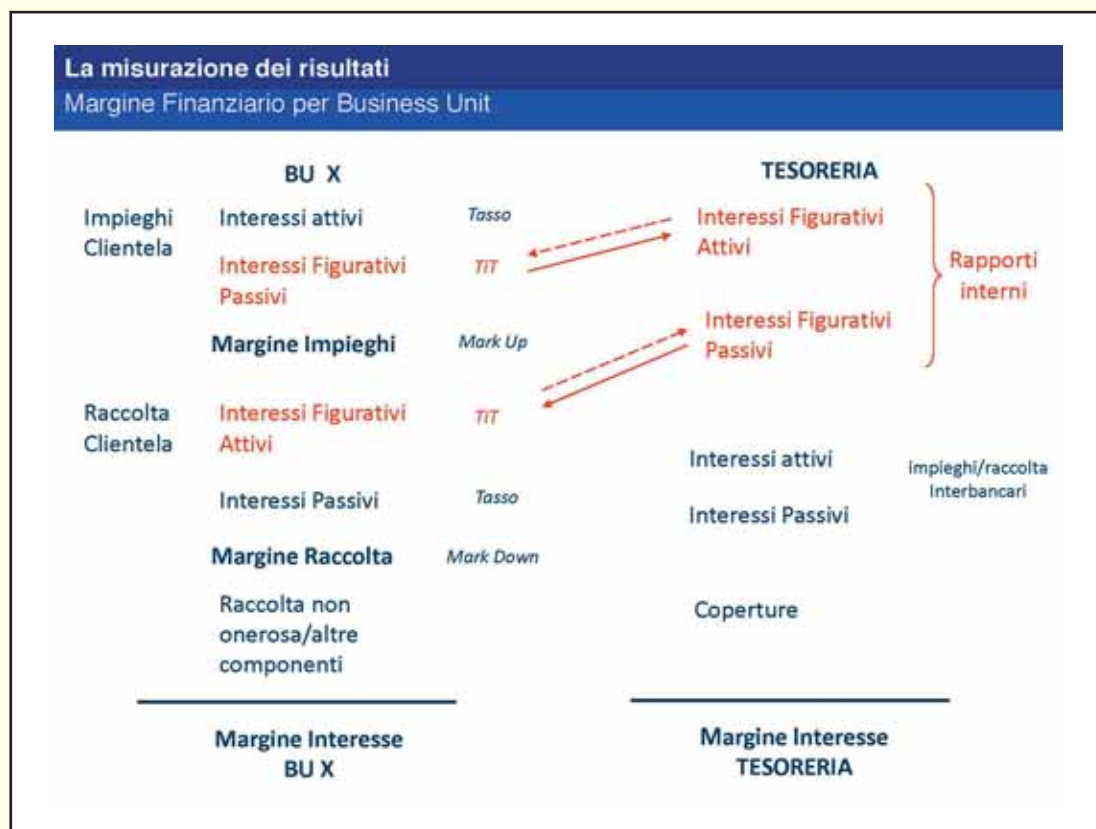 La misurazione dei risultati
Margine Finanziario per Business Unit
BU X
Impieghi
Clientela
Interessi attivi
Tasso
Interessi Figurativi
Passivi
TIT
Margine Impieghi
Mark Up
Raccolta
Clientela
Interessi Figurativi
Attivi
TIT
Interessi Passivi
Tasso
Margine Raccolta
Mark Down
Raccolta non
onerosa/altre
componenti
Margine Interesse
BU X
TESORERIA
Interessi Figurativi
Attivi
Interessi Figurativi
Passivi
Rapporti
interni
Interessi attivi
Interessi Passivi
impieghi/raccolta
Interbancari
Coperture
Margine Interesse
TESORERIA